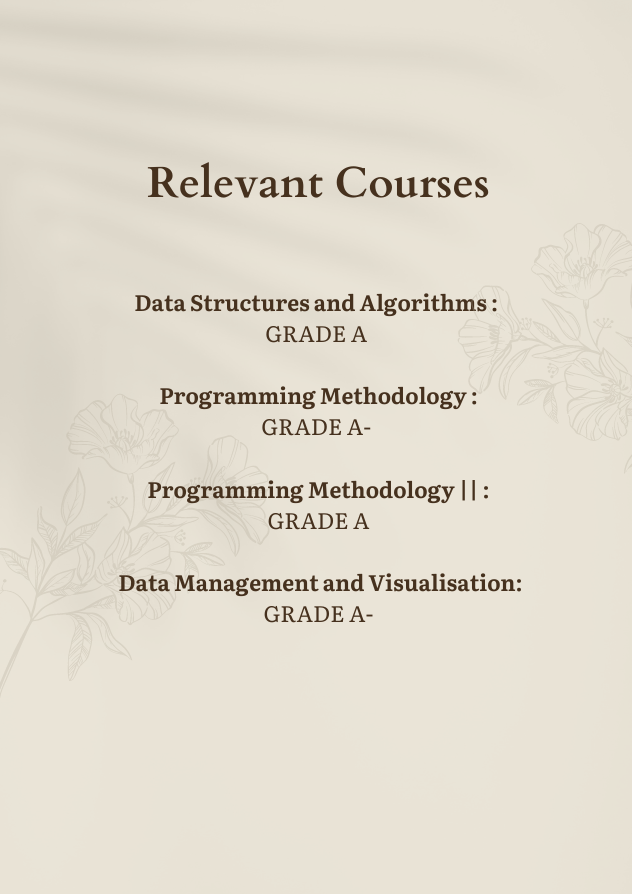 Relevant Courses
Data Structures and Algorithms :
GRADE A
Programming Methodology :
GRADE A-
Programming Methodology || :
GRADE A
Data Management and Visualisation:
GRADE A-